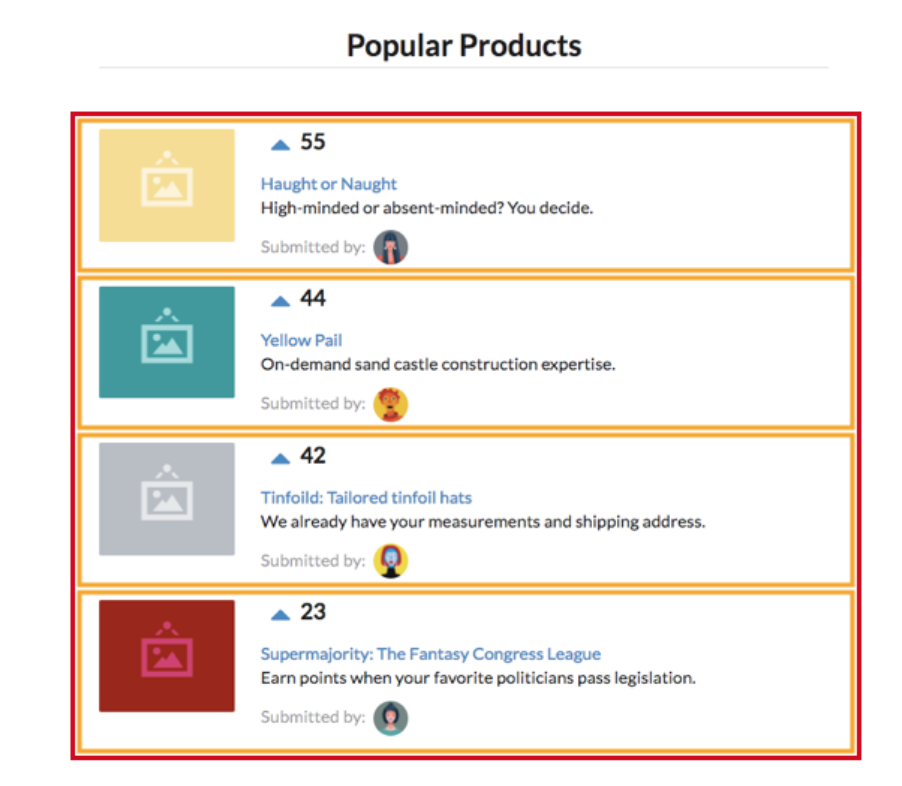 Popular Products
55
Haught or Naught
High-minded or absent-minded? You decide.
Submitted by:
44
Yellow Pail
On-demand sand castle construction expertise.
Submitted by:
42
Tinfoild: Tailored tinfoil hats
We already have your measurements and shipping address.
Submitted by:
23
Supermajority: The Fantasy Congress League
Earn points when your favorite politicians pass legislation.
Submitted by: